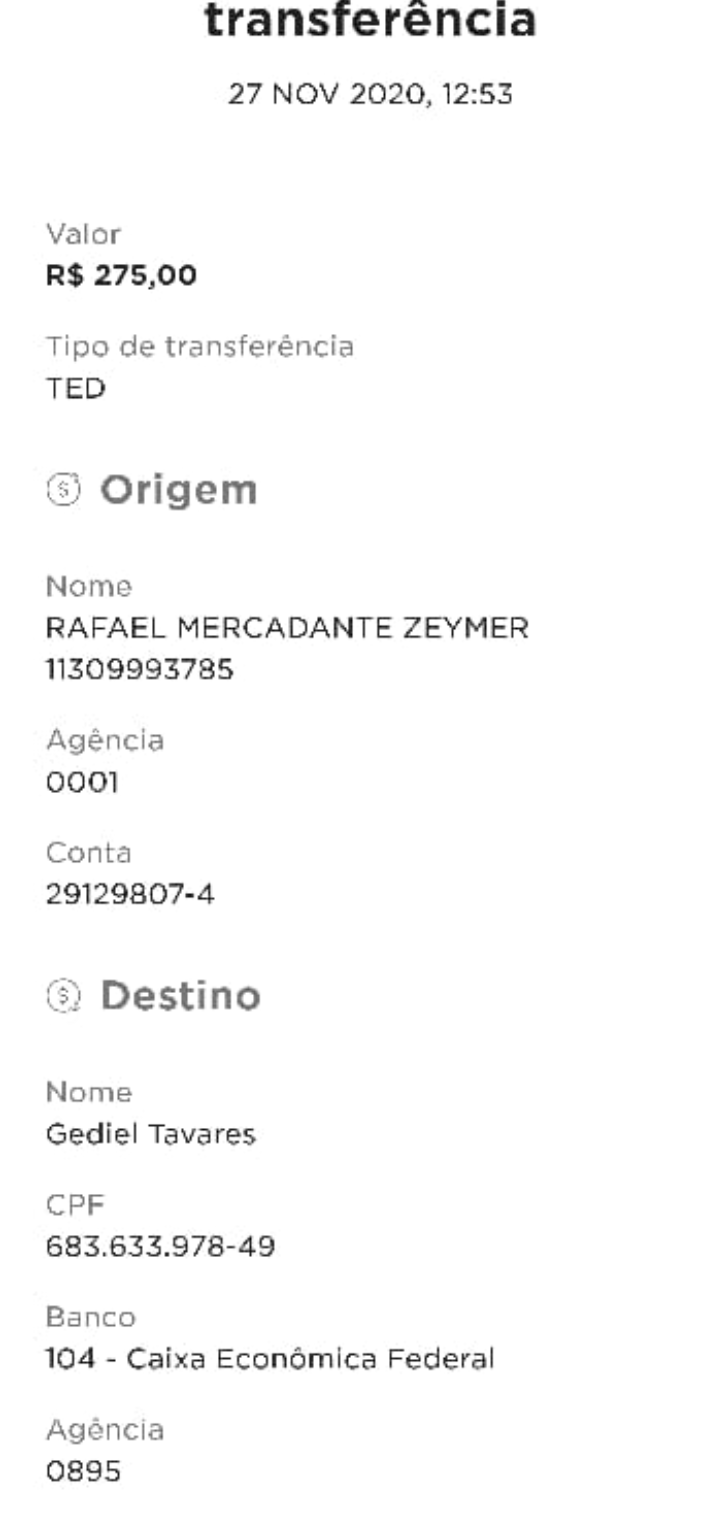 transferência
27 NOV 2020, 12:53
Valor
R$ 275,00
Tipo de transferência
TED
Origem
Nome
RAFAEL MERCADANTE ZEYMER
11309993785
Agência
0001
Conta
29129807-4
Destino
Nome
Gediel Tavares
CPF
683.633.978-49
Banco
104 - Caixa Econômica Federal
Agência
0895